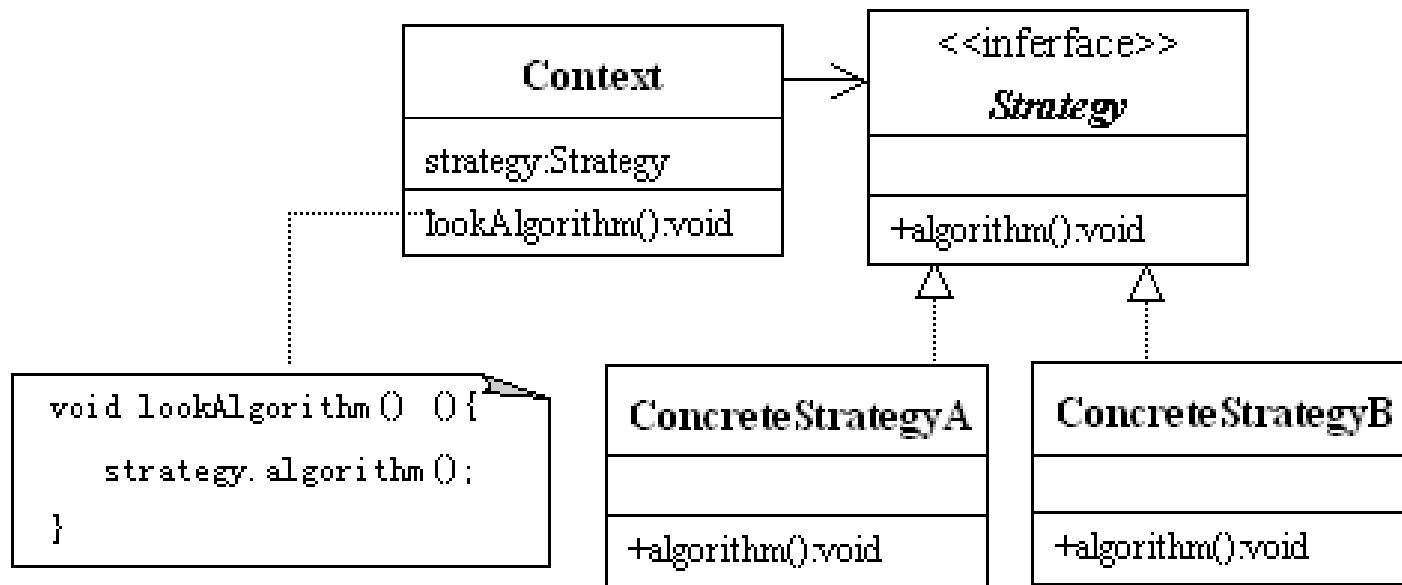 Context
strategy:Strategy
lookAlgorithm():void
<<inferface>>
Strategy
+algorithm():void
void lookAlgorithm() (){
strategy.algorithm();
}
ConcreteStrategyA
+algorithm():void
ConcreteStrategyB
+algorithm():void